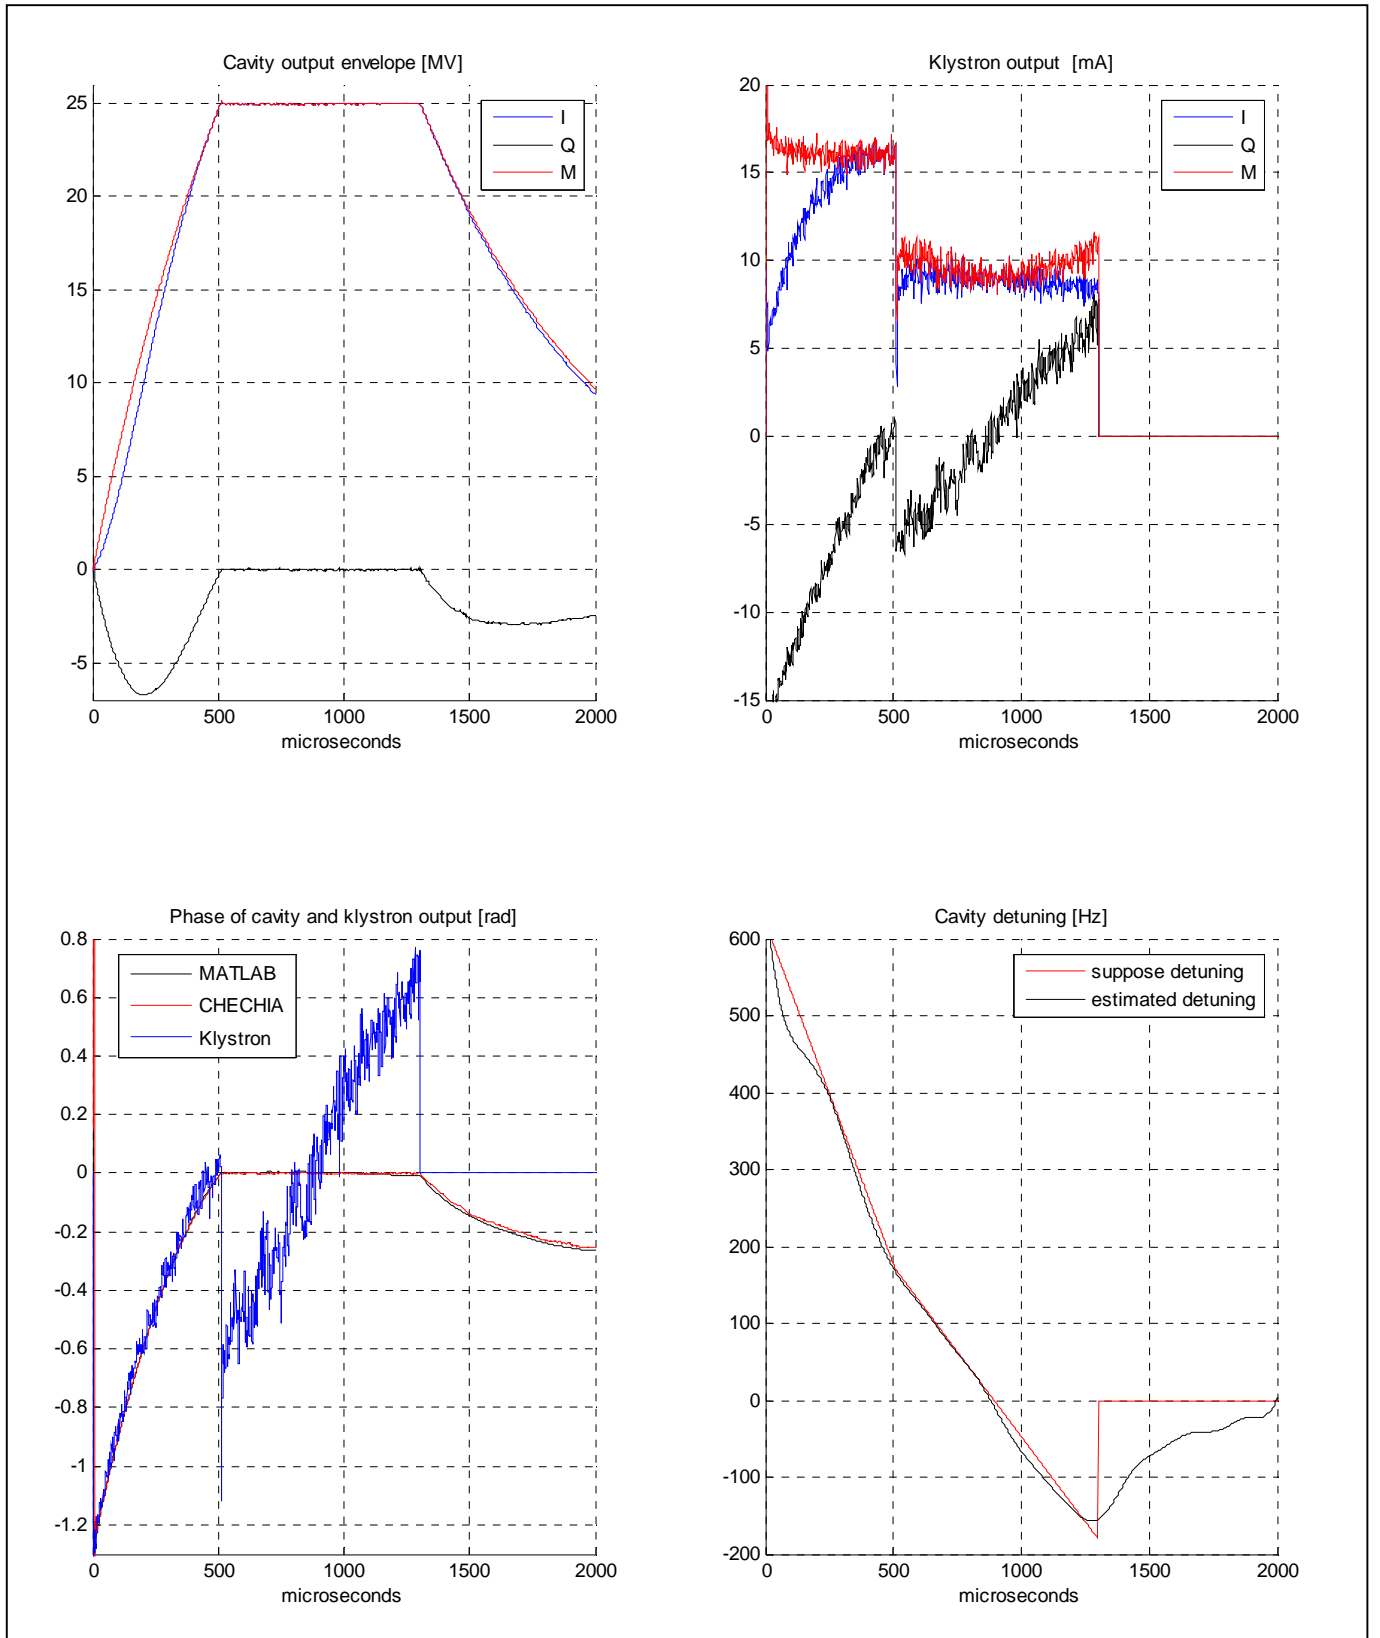 Cavity output envelope [MV]
25
20
15
10
5
0
-5
I
Q
M
0 500 1000 1500 2000
microseconds
Klystron output [mA]
20
15
10
5
0
-5
-10
-15
I
Q
M
0 500 1000 1500 2000
microseconds
Phase of cavity and klystron output [rad]
0.8
0.6
0.4
0.2
0
-0.2
-0.4
-0.6
-0.8
-1
-1.2
MATLAB
CHECHIA
Klystron
0 500 1000 1500 2000
microseconds
Cavity detuning [Hz]
600
500
400
300
200
100
0
-100
-200
suppose detuning
estimated detuning
0 500 1000 1500 2000
microseconds